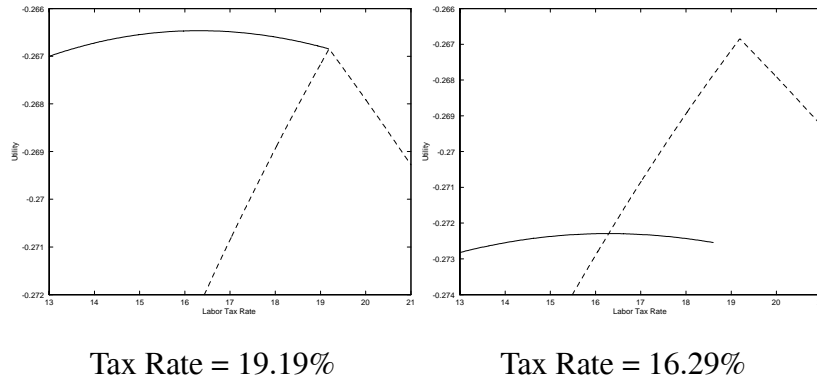 -0.266
-0.267
-0.268
-0.269
-0.27
-0.271
-0.272
Utility
13 14 15 16 17 18 19 20 21
Labor Tax Rate
-0.266
-0.267
-0.268
-0.269
-0.27
-0.271
-0.272
-0.273
-0.274
Utility
13 14 15 16 17 18 19 20
Labor Tax Rate
Tax Rate = 19.19%
Tax Rate = 16.29%